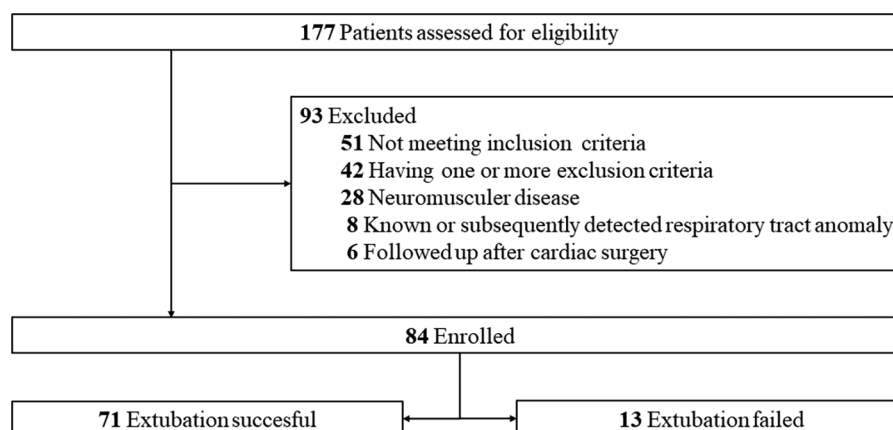 177 Patients assessed for eligibility
93 Excluded
51 Not meeting inclusion criteria
42 Having one or more exclusion criteria
28 Neuromusculer disease
8 Known or subsequently detected respiratory tract anomaly
6 Followed up after cardiac surgery
84 Enrolled
71 Extubation succesful
13 Extubation failed